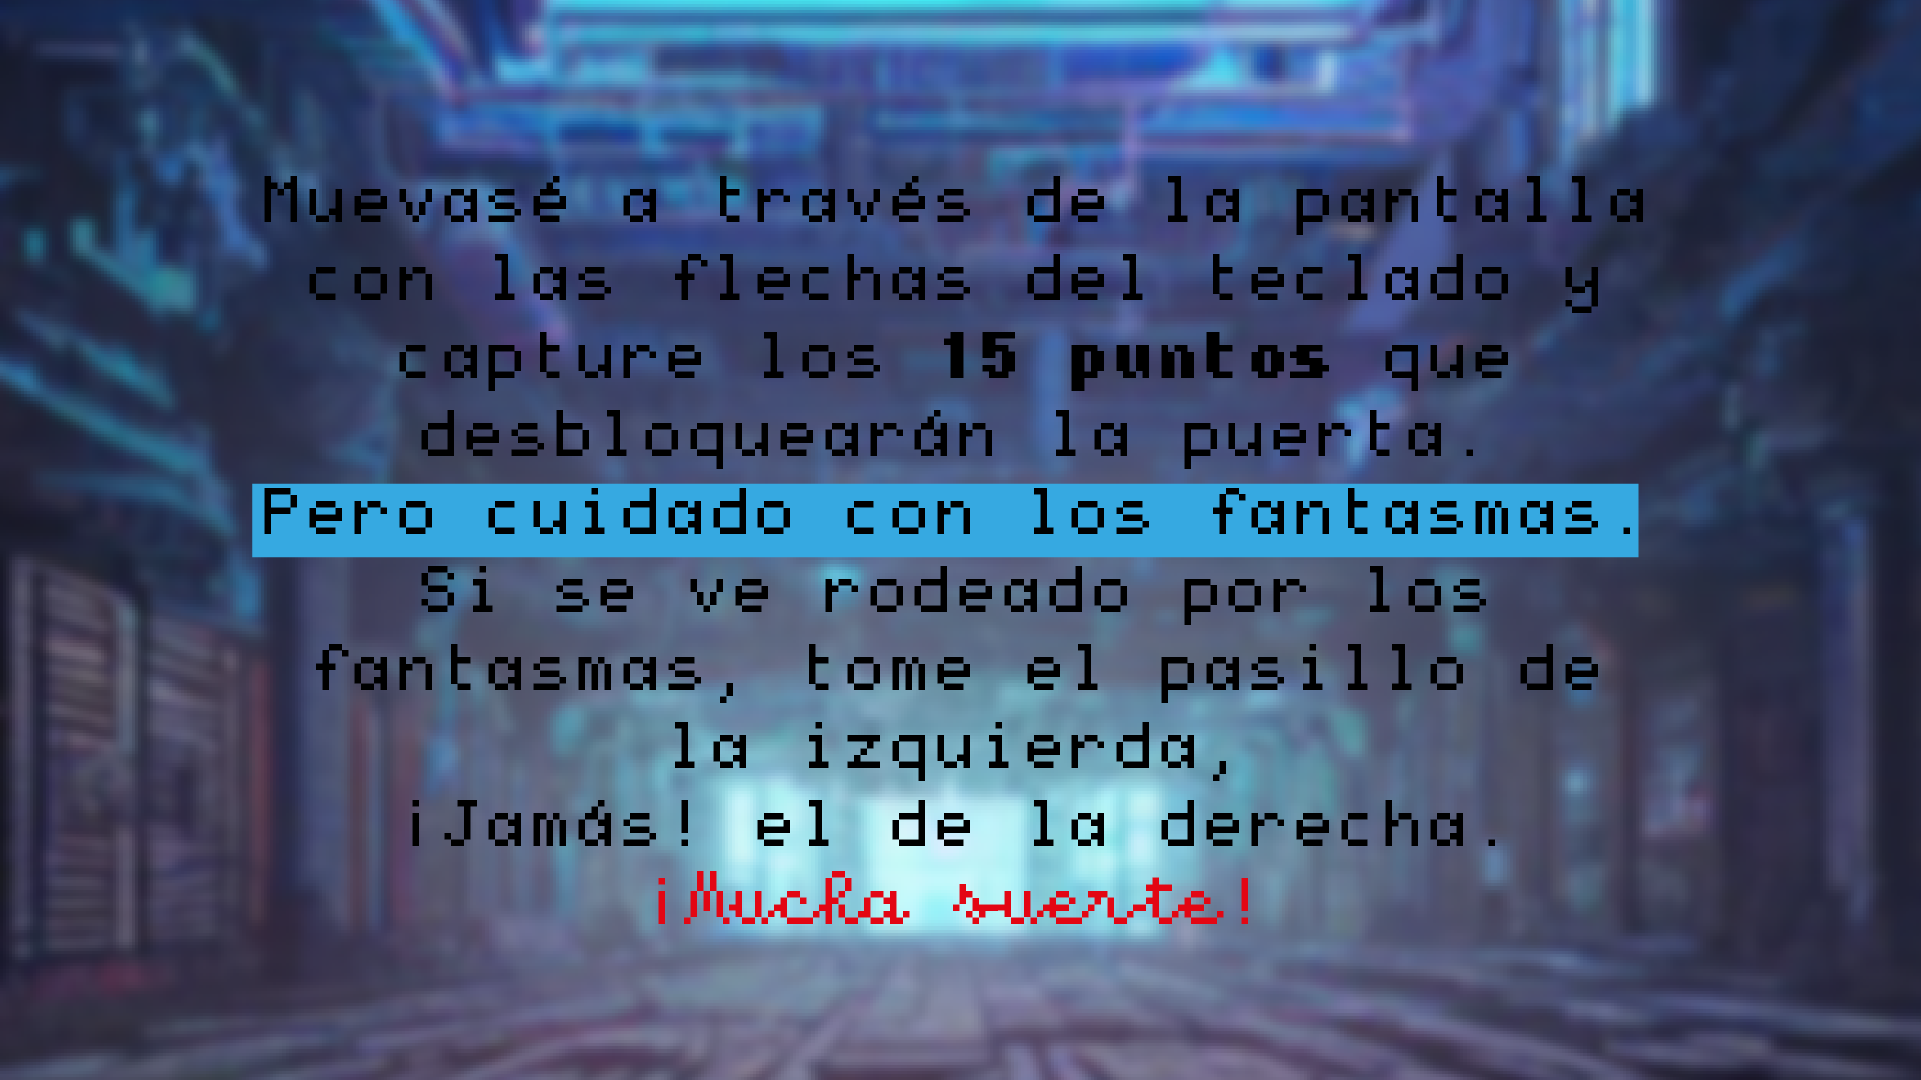 Muevasé a través de la pantalla
con las flechas del teclado y
capture los 15 puntos que
desbloquearán la puerta.
Pero cuidado con los fantasmas.
Si se ve rodeado por los
fantasmas, tome el pasillo de
la izquierda,
¡Jamás! el de la derecha.
¡Mucha suerte!